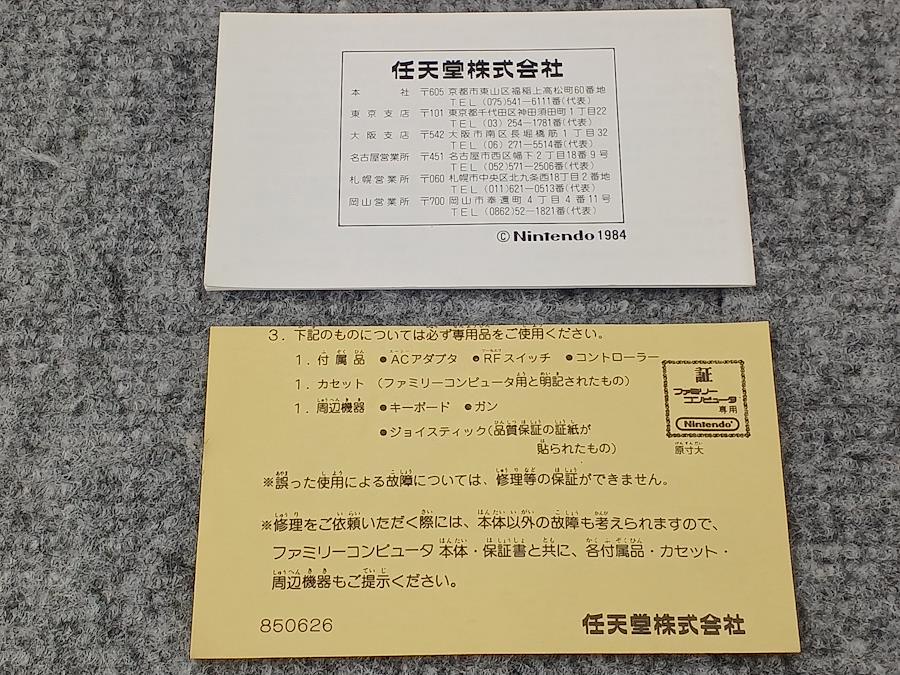 任天堂株式会社
本 社 〒605 京都市東山区福稲上高松町60番地
TEL (075)541-6111番(代表)
東京支店 〒101 東京都千代田区神田須田町1丁目22
TEL (03) 254-1781番(代表)
大阪支店 〒542 大阪市南区長堀橋筋1丁目32
TEL (06) 271-5514番(代表)
名古屋営業所 〒451 名古屋市西区幅下2丁目18番9号
TEL (052)571-2506番(代表)
札幌営業所 〒060 札幌市中央区北九条西18丁目2番地
TEL (011)621-0513番(代表)
岡山営業所 〒700 岡山市奉還町4丁目4番11号
TEL (0862)52-1821番(代表)
© Nintendo 1984
3. 下記のものについては必ず専用品をご使用ください。
1. 付属品 ●ACアダプタ ●RFスイッチ ●コントローラー
1. カセット (ファミリーコンピュータ用と明記されたもの)
1. 周辺機器 ●キーボード ●ガン
●ジョイスティック(品質保証の証紙が
貼られたもの)
証
ファミリー
コンピュータ
専用
Nintendo
原寸大
※誤った使用による故障については、修理等の保証ができません。
※修理をご依頼いただく際には、本体以外の故障も考えられますので、
ファミリーコンピュータ本体・保証書と共に、各付属品・カセット・
周辺機器もご提示ください。
850626
任天堂株式会社